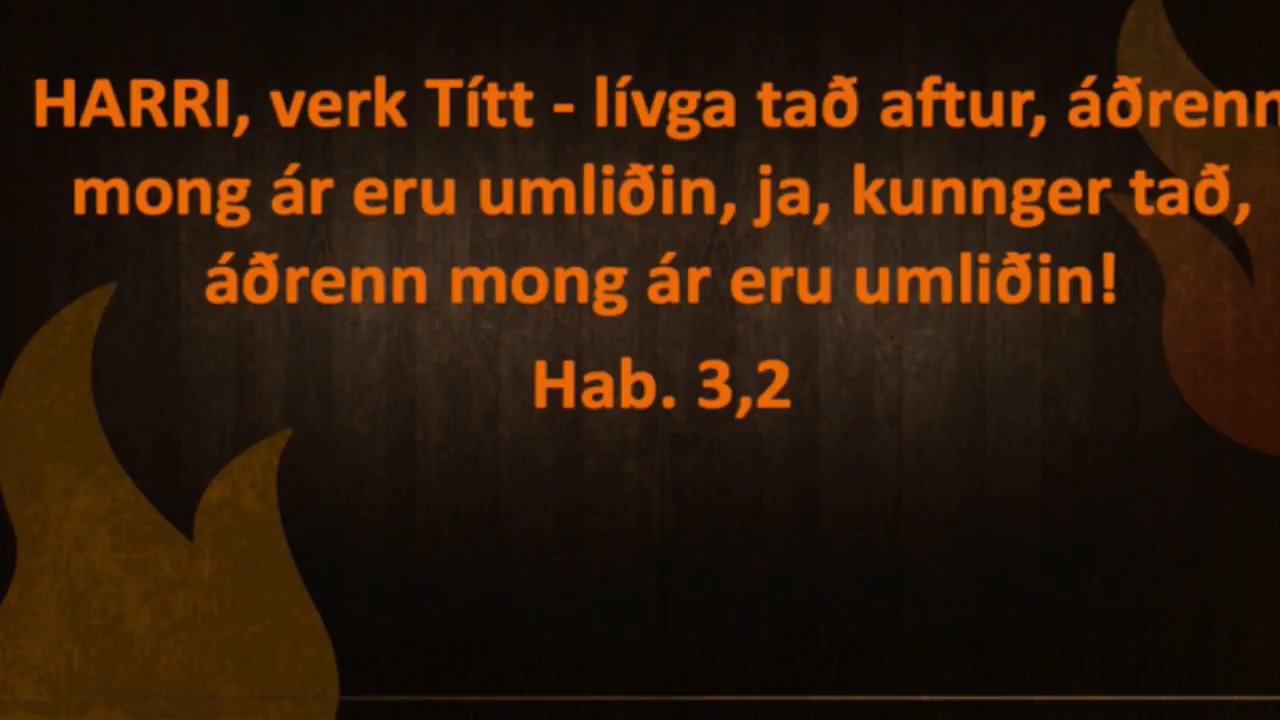 HARRI, verk Títt - lívga tað aftur, áðrenn
mong ár eru umliðin, ja, kunnger tað,
áðrenn mong ár eru umliðin!
Hab. 3,2